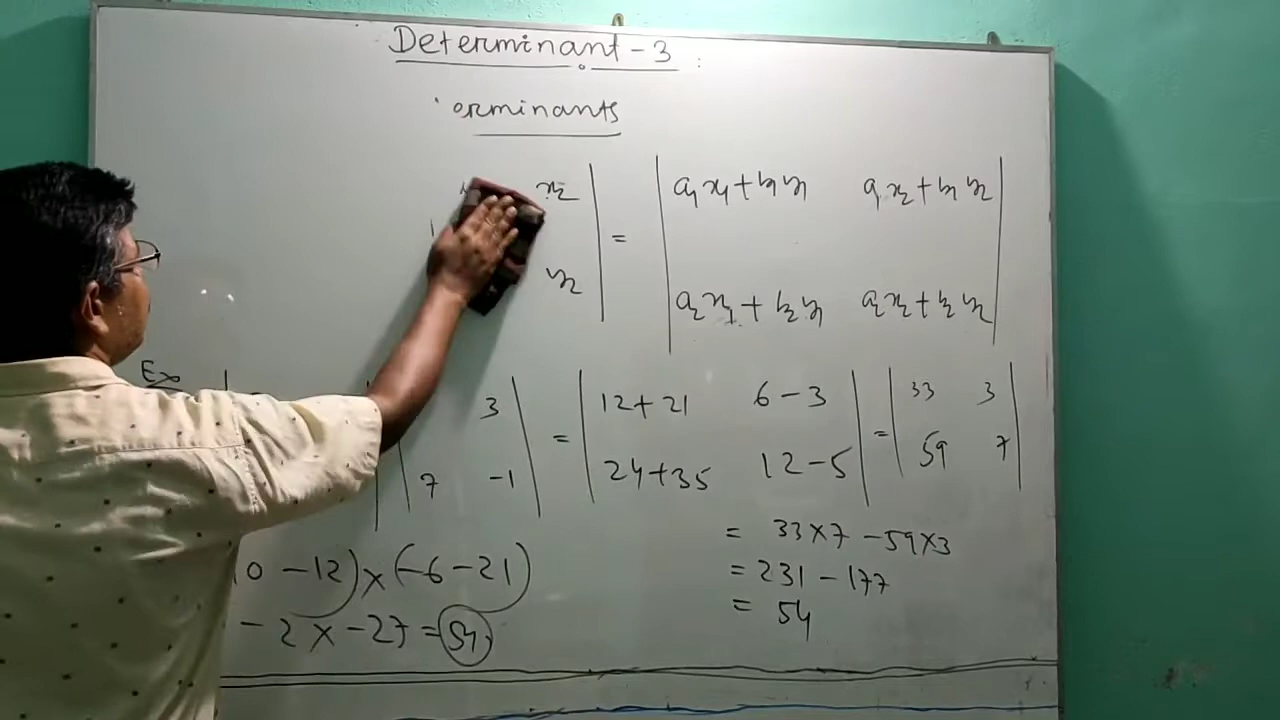 Determinant - 3
orminants
x₂ | = | a₁x₁+b₁y₁ a₁x₂+b₁y₂ |
y₂ | a₂x₁+b₂y₁ a₂x₂+b₂y₂ |
Ex
3 | = | 12+21 6-3 | = | 33 3 |
7 -1 | | 24+35 12-5 | | 59 7 |
= 33×7 -59×3
0 -12)×(-6-21)
= 231 - 177
- 2 × -27 = 54
= 54